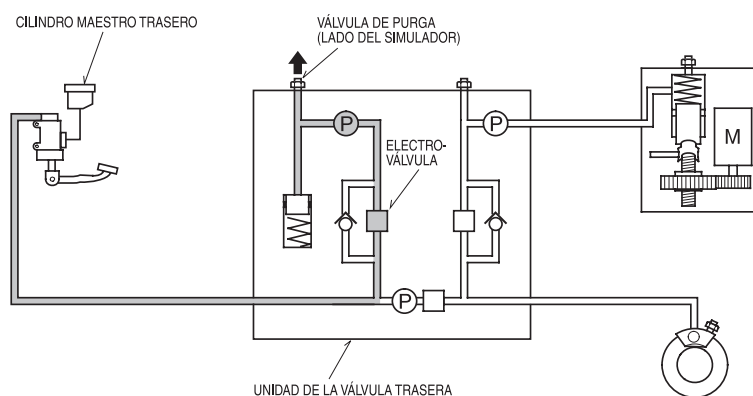 CILINDRO MAESTRO TRASERO
VÁLVULA DE PURGA
(LADO DEL SIMULADOR)
P
P
ELECTRO-
VÁLVULA
M
P
UNIDAD DE LA VÁLVULA TRASERA